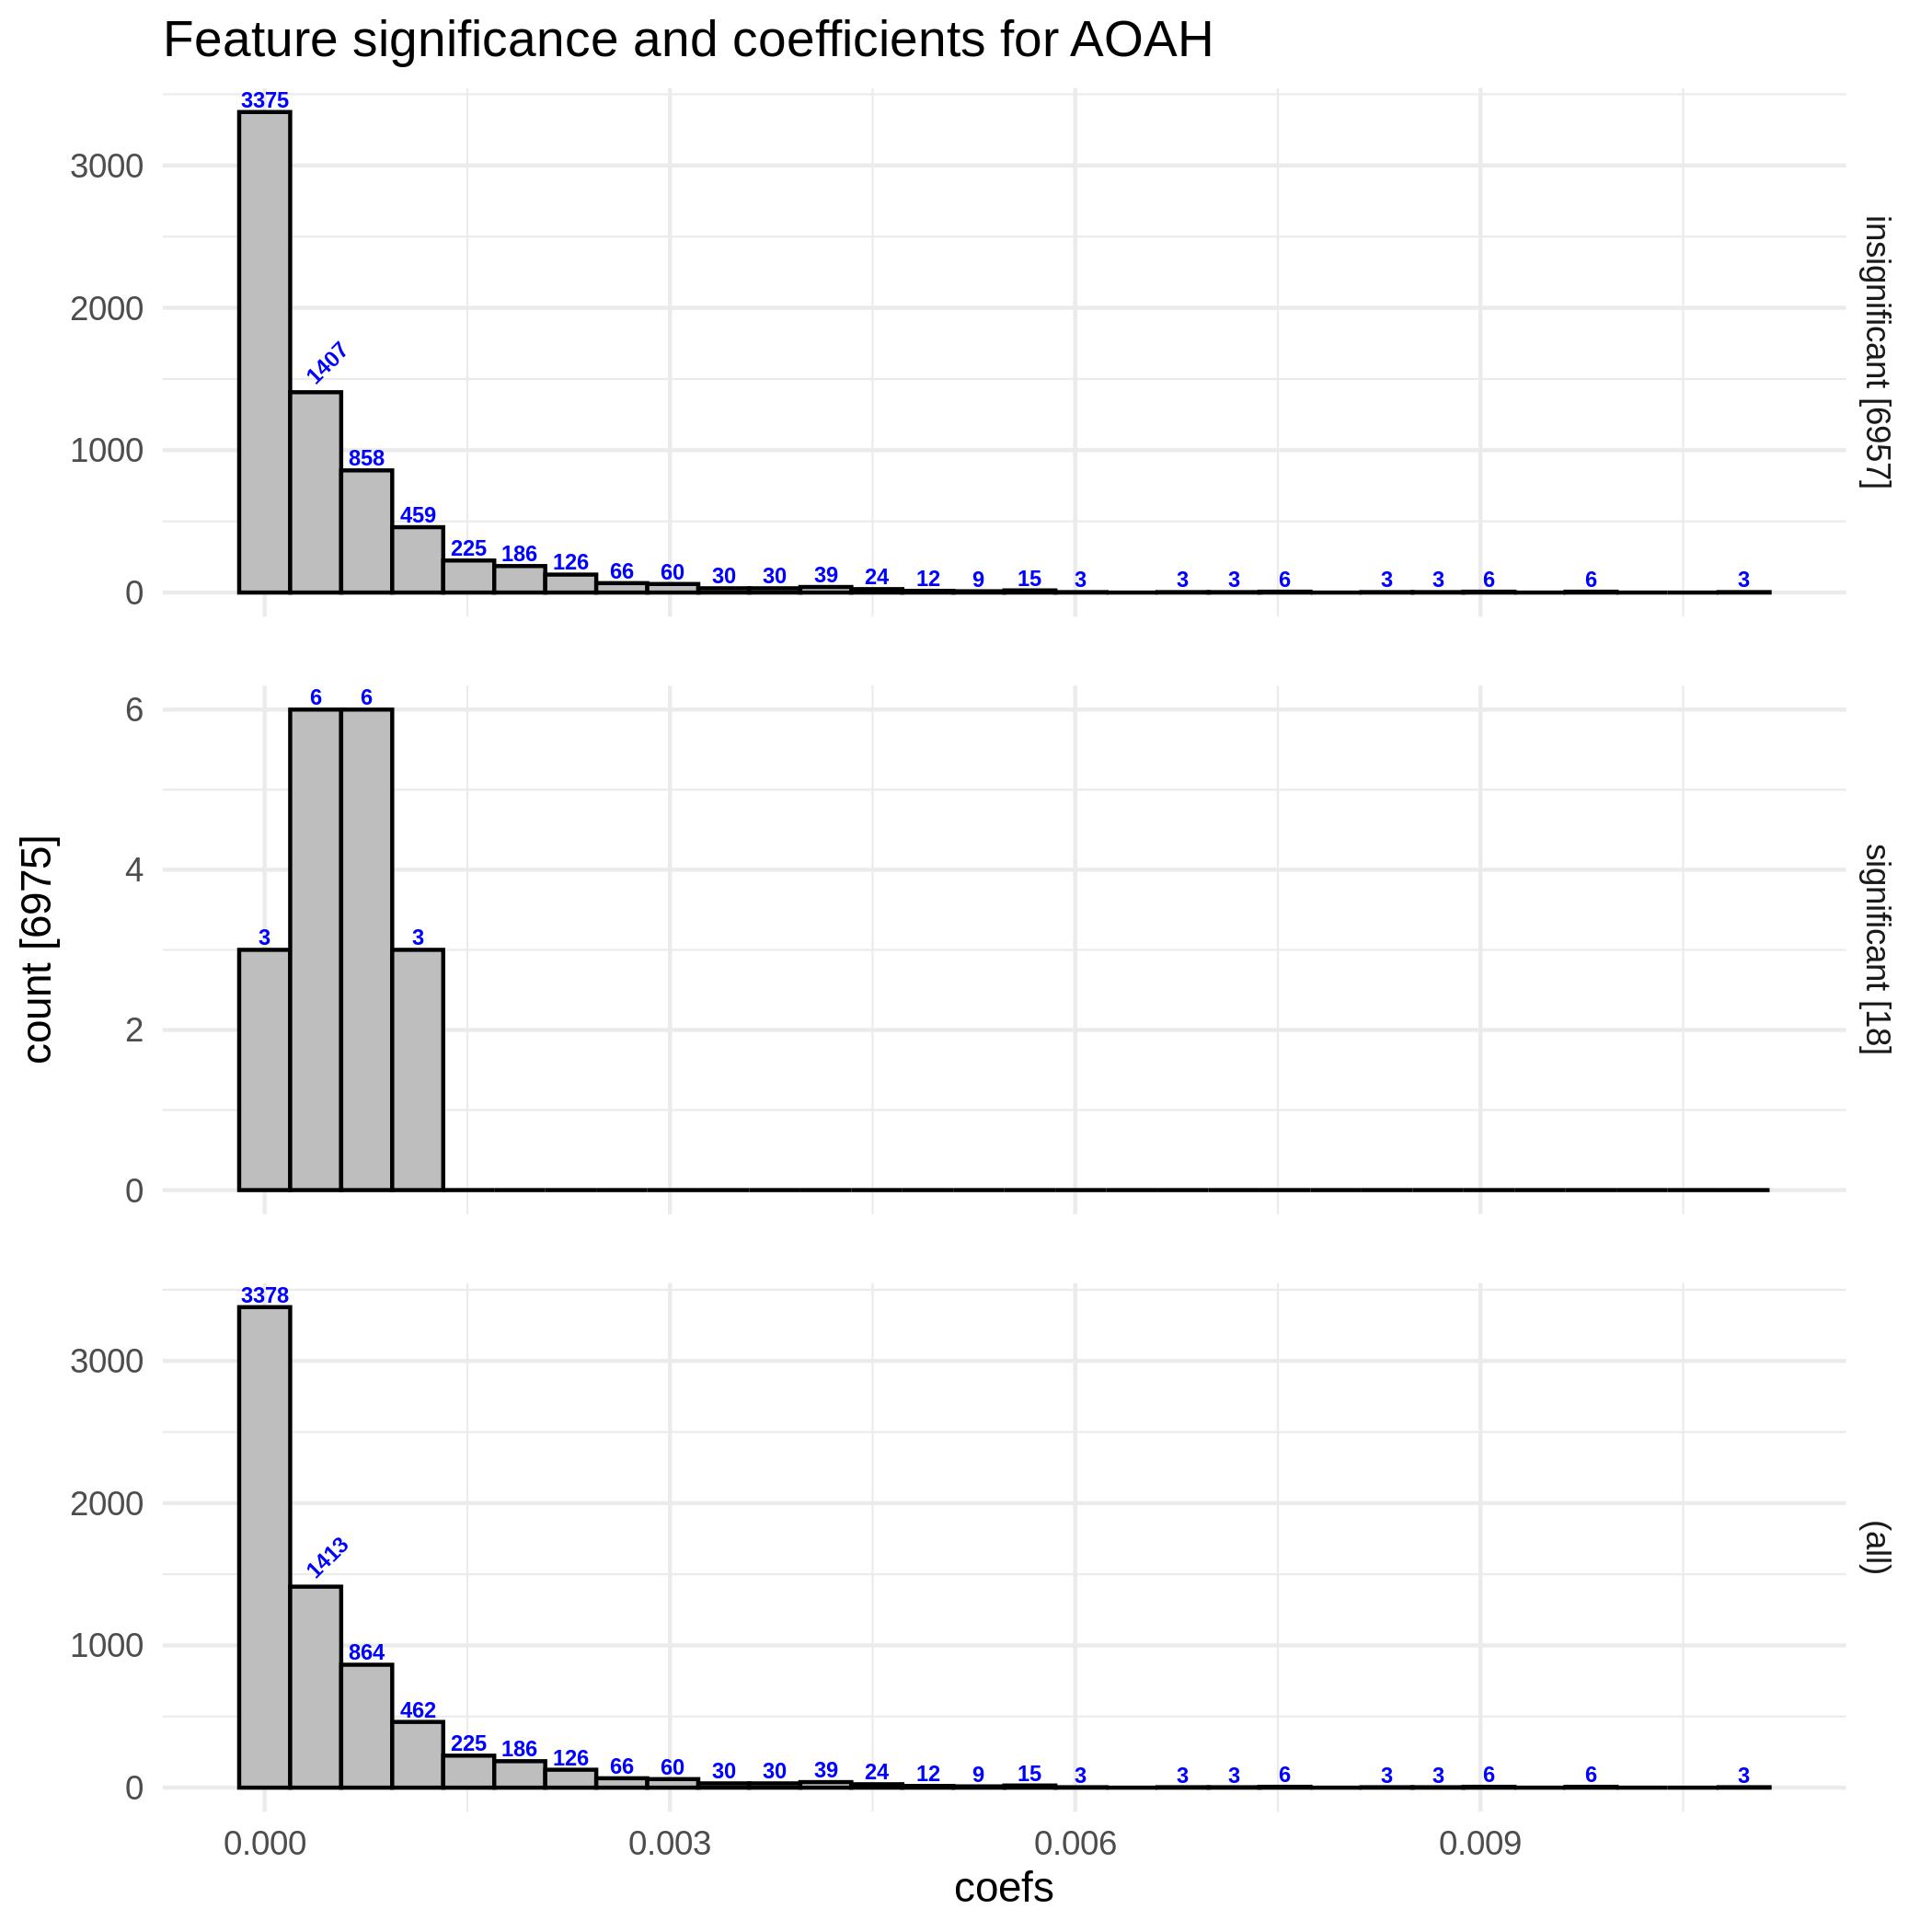 Feature significance and coefficients for AOAH
3375
3000
2000
1407
1000
858
459
225 186 126 66 60 30 30 39 24 12 9 15 3 3 3 6 3 3 6 6 3
0
insignificant [6957]
6 6
6
4
3 3
2
0
significant [18]
count [6975]
3378
3000
2000
1413
1000
864
462
225 186 126 66 60 30 30 39 24 12 9 15 3 3 3 6 3 3 6 6 3
0
(all)
0.000 0.003 0.006 0.009
coefs